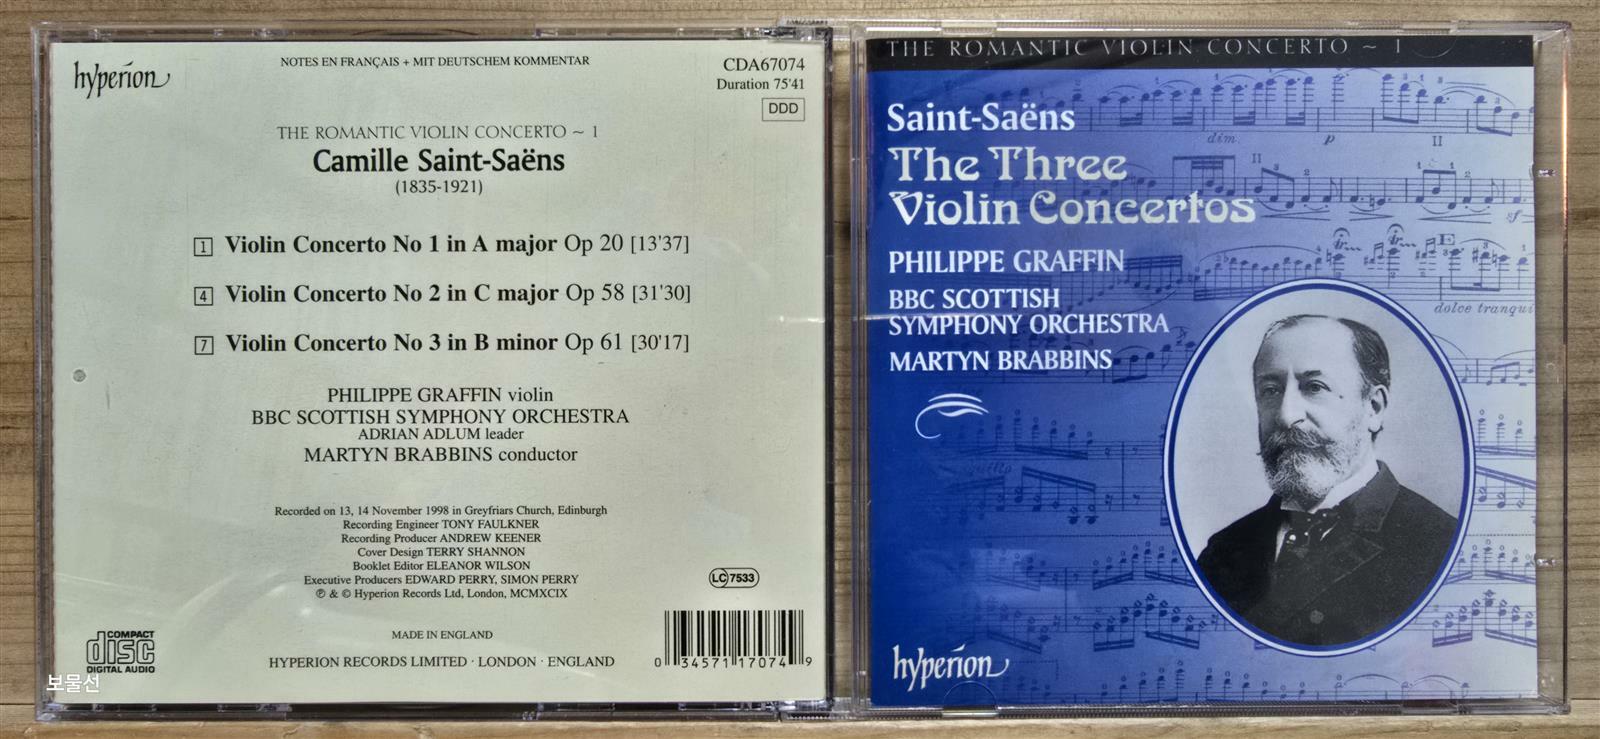 hyperion
NOTES EN FRANÇAIS + MIT DEUTSCHEM KOMMENTAR
CDA67074
Duration 75'41
DDD
THE ROMANTIC VIOLIN CONCERTO ~ 1
Camille Saint-Saëns
(1835-1921)
1 Violin Concerto No 1 in A major Op 20 [13'37]
4 Violin Concerto No 2 in C major Op 58 [31'30]
7 Violin Concerto No 3 in B minor Op 61 [30'17]
PHILIPPE GRAFFIN violin
BBC SCOTTISH SYMPHONY ORCHESTRA
ADRIAN ADLUM leader
MARTYN BRABBINS conductor
Recorded on 13, 14 November 1998 in Greyfriars Church, Edinburgh
Recording Engineer TONY FAULKNER
Recording Producer ANDREW KEENER
Cover Design TERRY SHANNON
Booklet Editor ELEANOR WILSON
Executive Producers EDWARD PERRY, SIMON PERRY
℗ & © Hyperion Records Ltd, London, MCMXCIX
LC 7533
MADE IN ENGLAND
HYPERION RECORDS LIMITED · LONDON · ENGLAND
COMPACT
disc
DIGITAL AUDIO
0 34571 17074 9
보물선
THE ROMANTIC VIOLIN CONCERTO ~ 1
Saint-Saëns
The Three
Violin Concertos
PHILIPPE GRAFFIN
BBC SCOTTISH
SYMPHONY ORCHESTRA
MARTYN BRABBINS
dim.
p
II
II
sf
E
dolce tranqui
hyperion